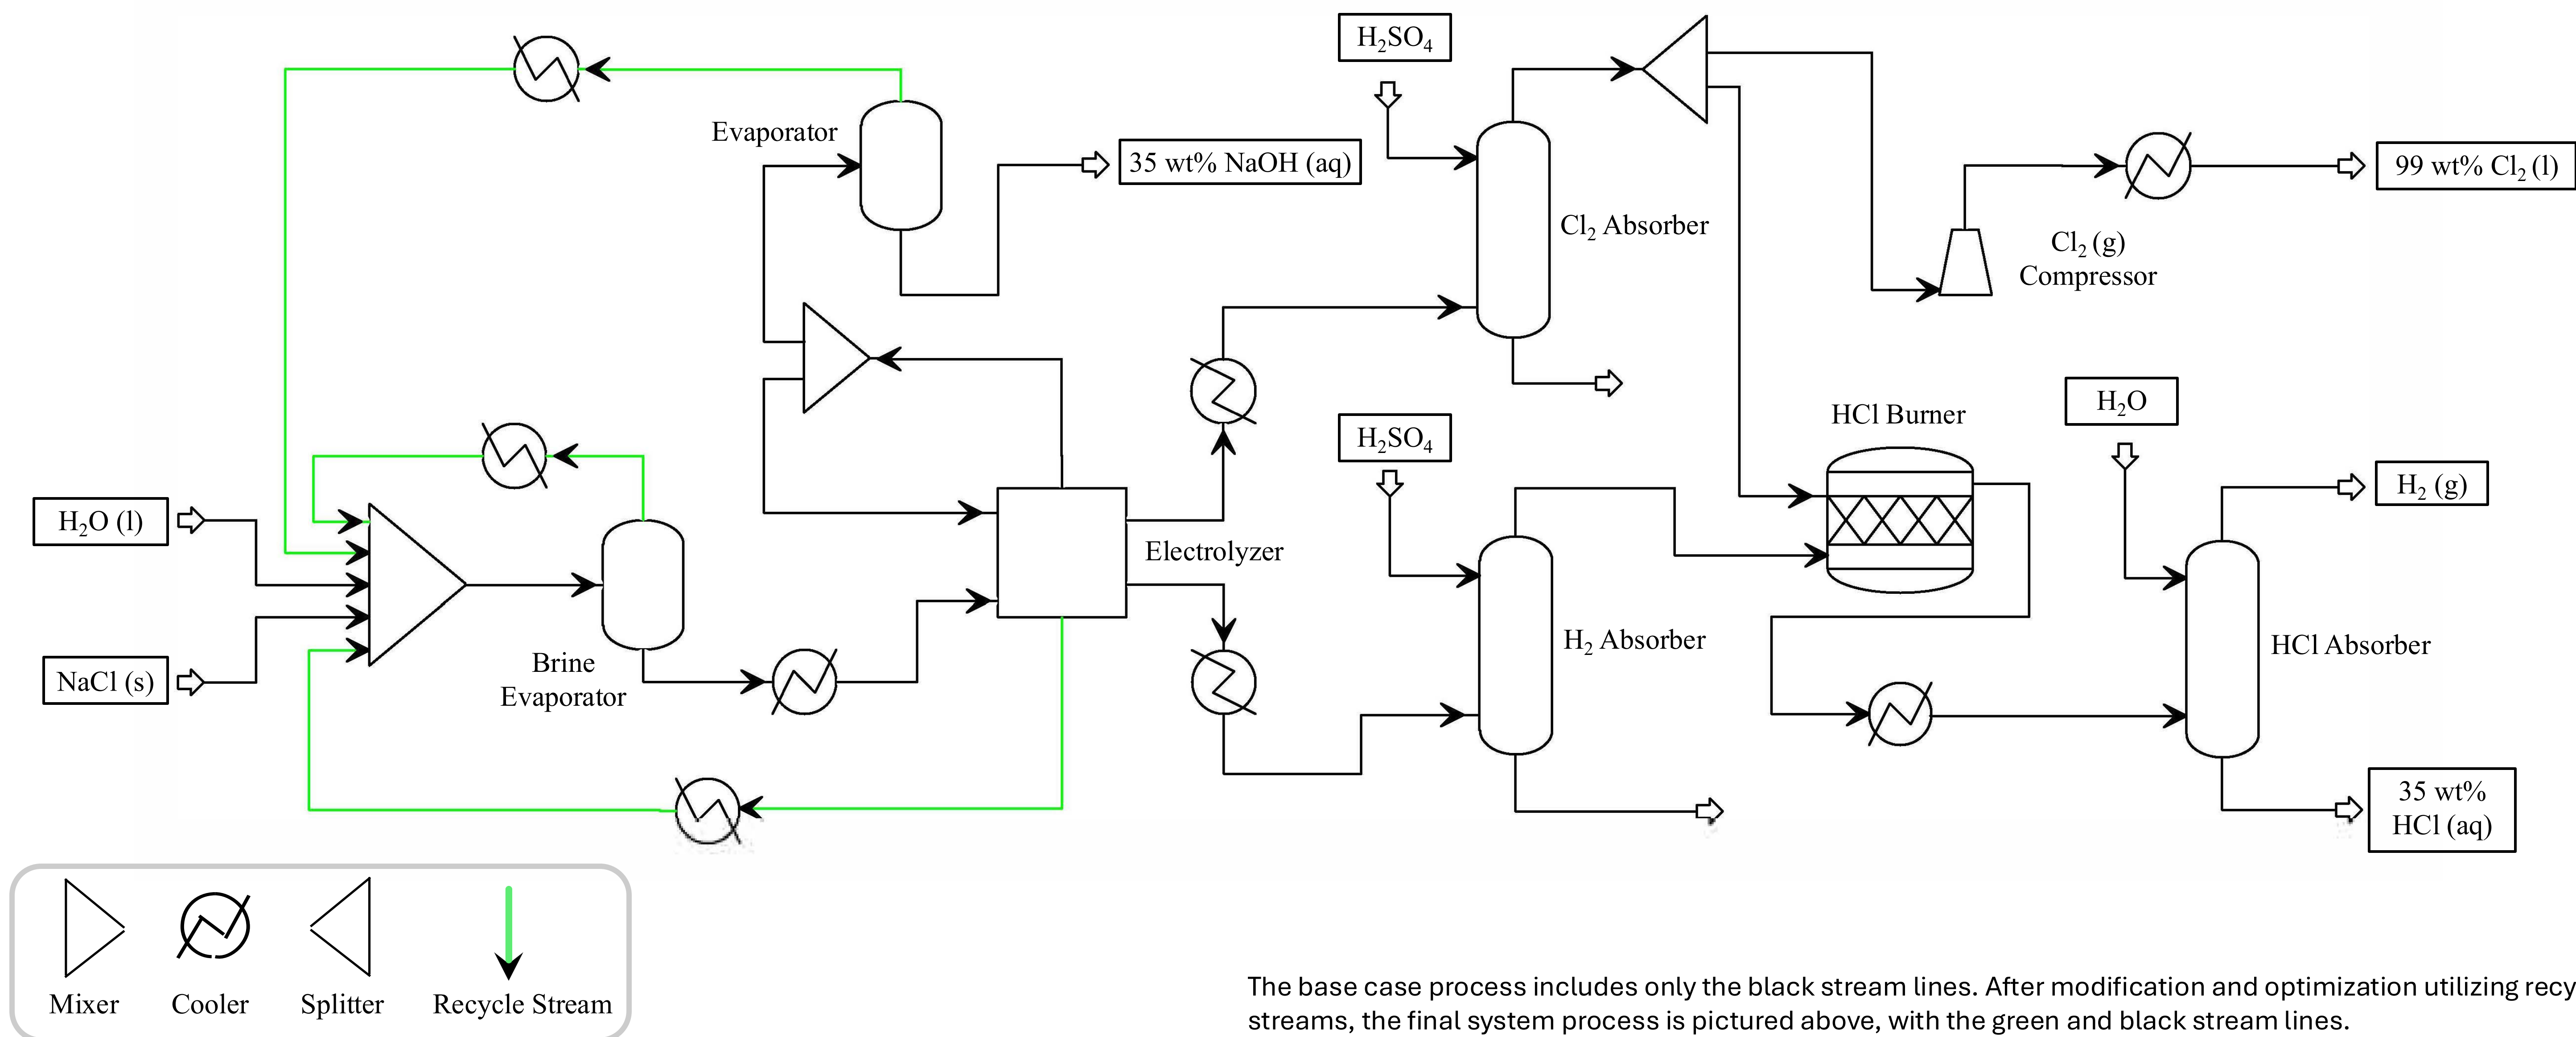 H₂SO₄
Evaporator
35 wt% NaOH (aq)
Cl₂ Absorber
99 wt% Cl₂ (l)
Cl₂ (g)
Compressor
H₂SO₄
HCl Burner
H₂O
H₂ (g)
H₂O (l)
Electrolyzer
NaCl (s)
Brine
Evaporator
H₂ Absorber
HCl Absorber
35 wt%
HCl (aq)
Mixer
Cooler
Splitter
Recycle Stream
The base case process includes only the black stream lines. After modification and optimization utilizing recy
streams, the final system process is pictured above, with the green and black stream lines.